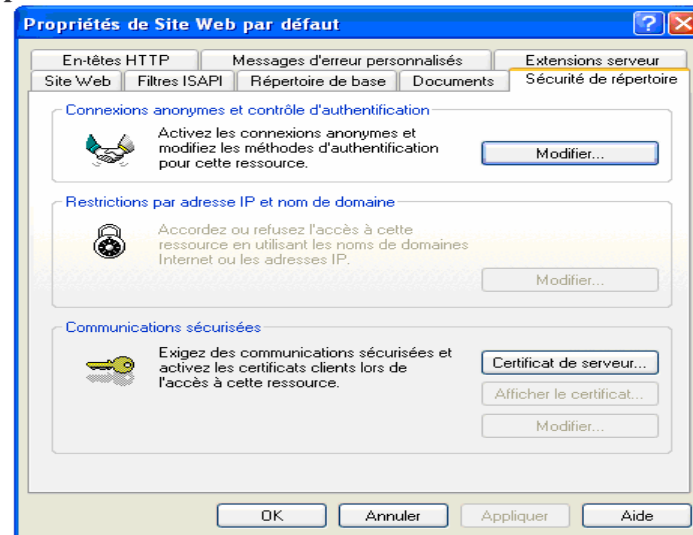 Propriétés de Site Web par défaut
En-têtes HTTP
Messages d'erreur personnalisés
Extensions serveur
Site Web
Filtres ISAPI
Répertoire de base
Documents
Sécurité de répertoire
Connexions anonymes et contrôle d'authentification
Activez les connexions anonymes et
modifiez les méthodes d'authentification
pour cette ressource.
Modifier...
Restrictions par adresse IP et nom de domaine
Accordez ou refusez l'accès à cette
ressource en utilisant les noms de domaines
Internet ou les adresses IP.
Modifier...
Communications sécurisées
Exigez des communications sécurisées et
activez les certificats clients lors de
l'accès à cette ressource.
Certificat de serveur...
Afficher le certificat...
Modifier...
OK
Annuler
Appliquer
Aide